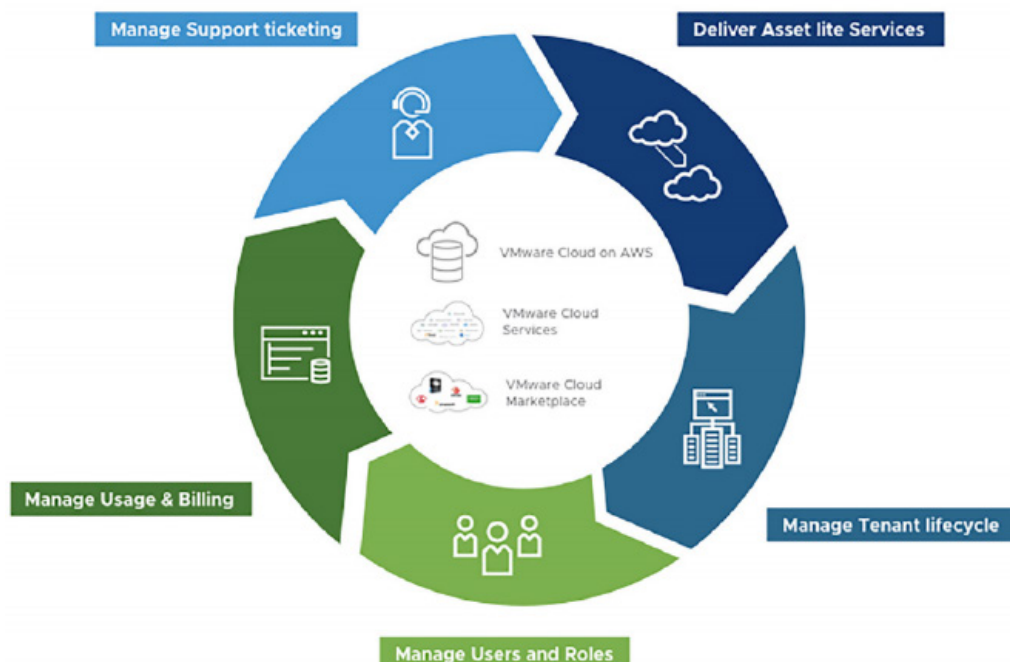 Manage Support ticketing
Deliver Asset lite Services
VMware Cloud on AWS
VMware Cloud
Services
VMware Cloud
Marketplace
Manage Usage & Billing
Manage Tenant lifecycle
Manage Users and Roles